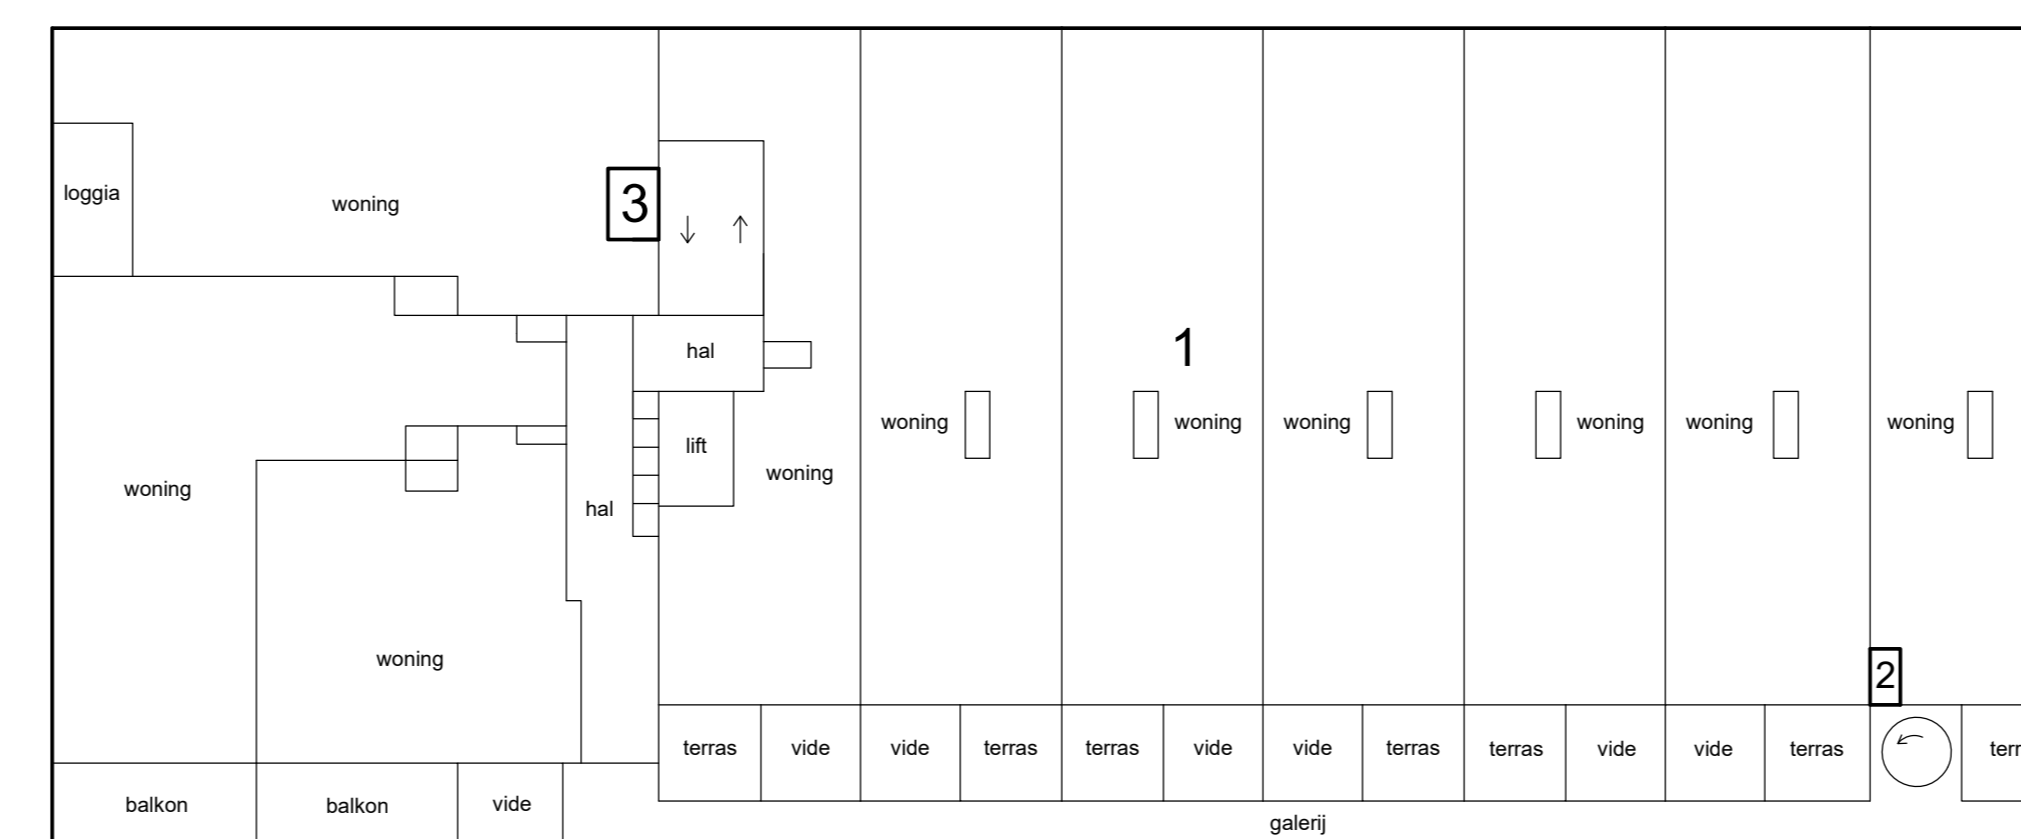 loggia
woning
3
hal
1
woning
woning
woning
woning
woning
woning
lift
woning
woning
hal
woning
2
terras
vide
vide
terras
terras
vide
vide
terras
terras
vide
vide
terras
terr
balkon
balkon
vide
galerij